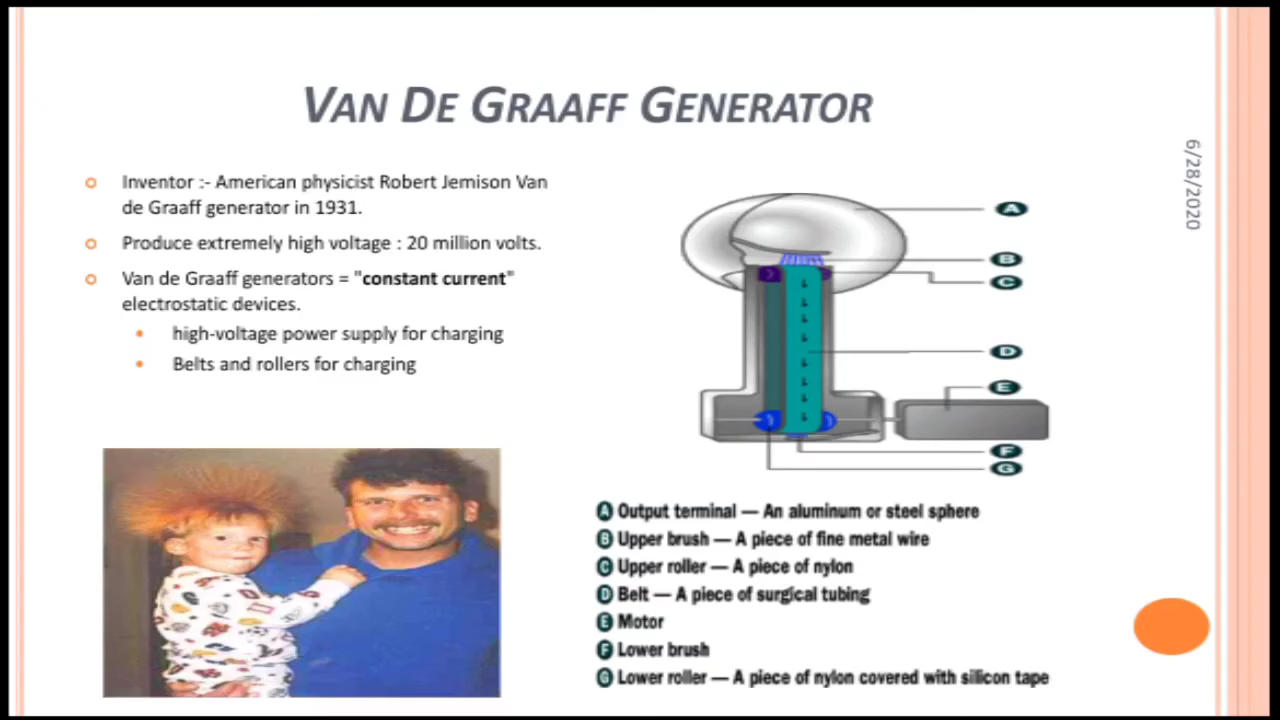 VAN DE GRAAFF GENERATOR
6/28/2020
Inventor :- American physicist Robert Jemison Van
de Graaff generator in 1931.
Produce extremely high voltage : 20 million volts.
Van de Graaff generators = "constant current"
electrostatic devices.
high-voltage power supply for charging
Belts and rollers for charging
A
B
C
D
E
F
G
A Output terminal — An aluminum or steel sphere
B Upper brush — A piece of fine metal wire
C Upper roller — A piece of nylon
D Belt — A piece of surgical tubing
E Motor
F Lower brush
G Lower roller — A piece of nylon covered with silicon tape